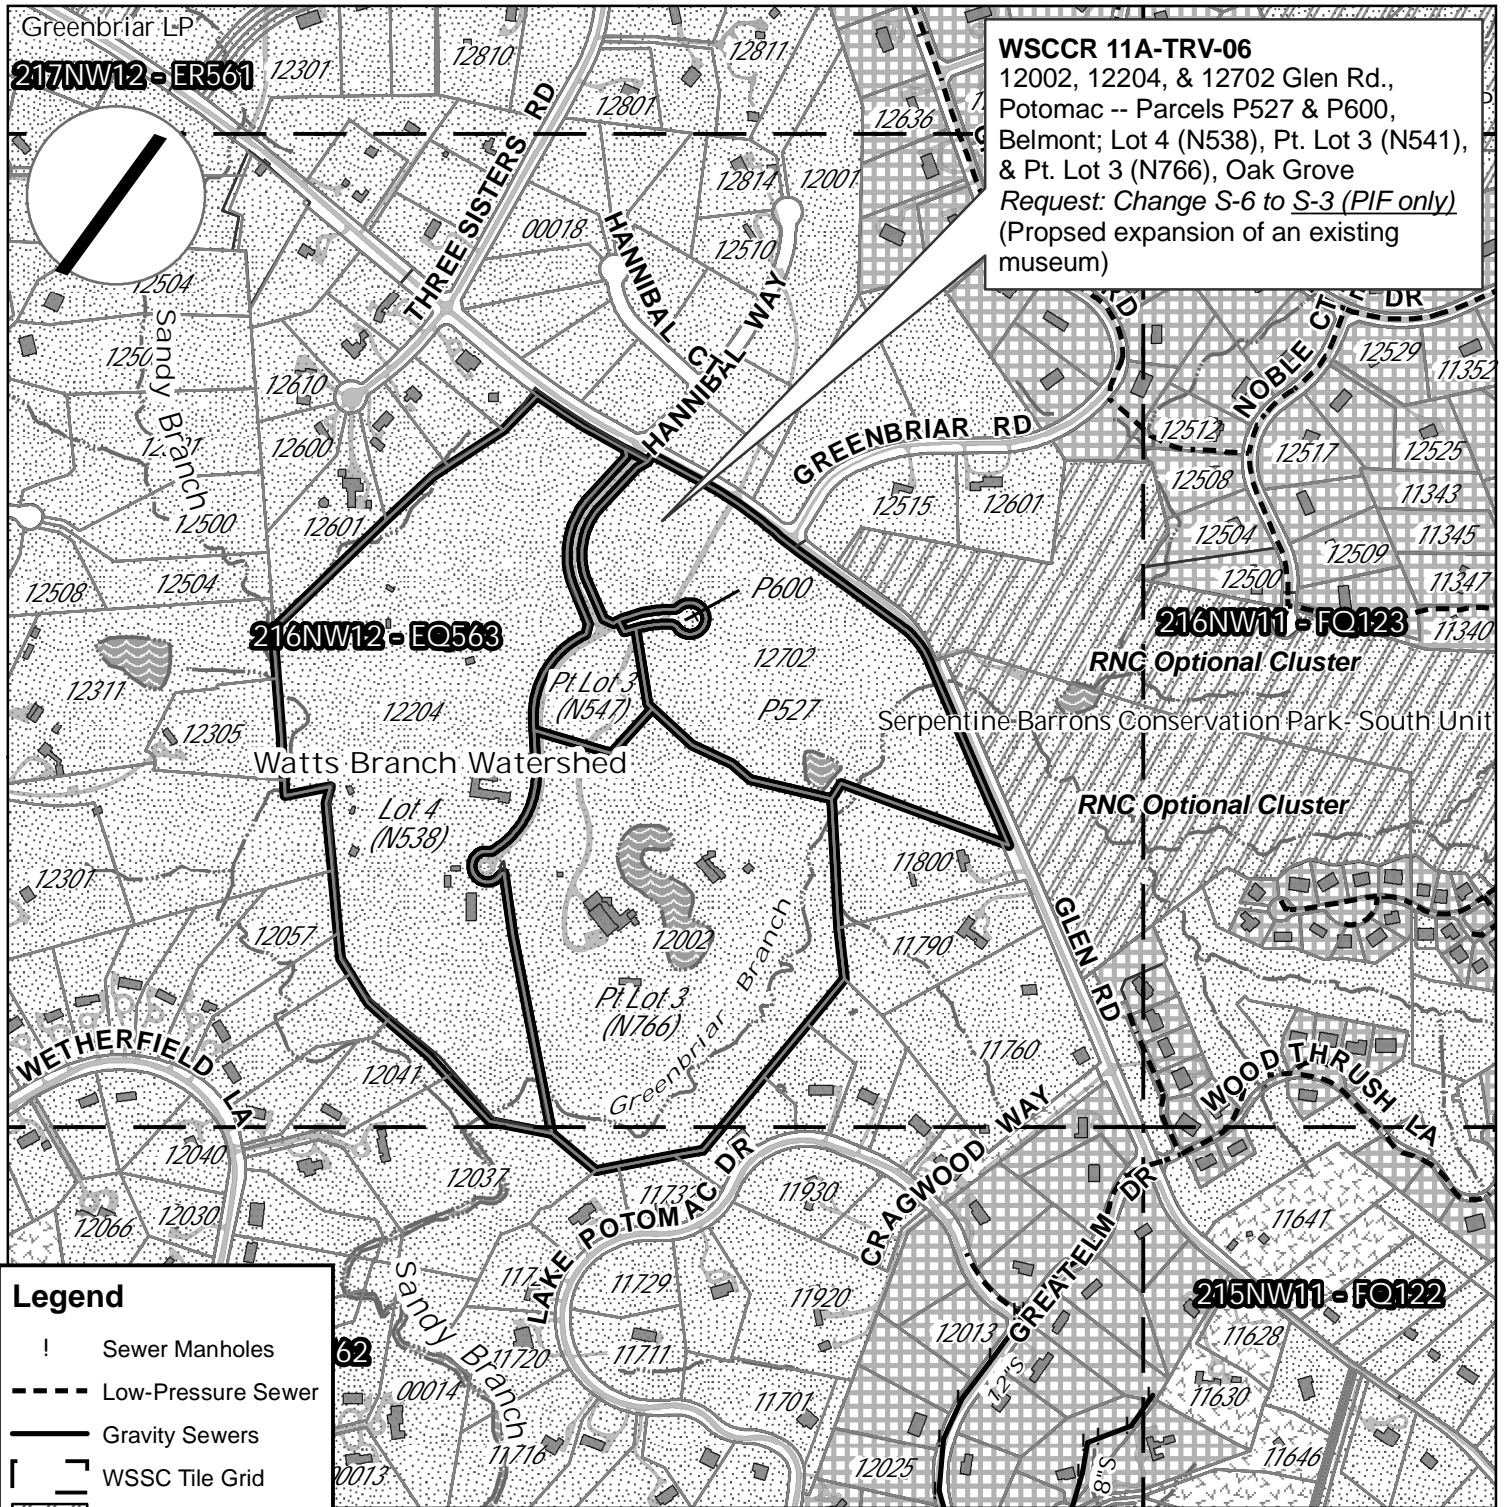 Greenbriar LP
217NW12 - ER561
12301
12810
12811
12801
12636
WSCCR 11A-TRV-06
12002, 12204, & 12702 Glen Rd.,
Potomac -- Parcels P527 & P600,
Belmont; Lot 4 (N538), Pt. Lot 3 (N541),
& Pt. Lot 3 (N766), Oak Grove
Request: Change S-6 to S-3 (PIF only)
(Propsed expansion of an existing
museum)
THREE SISTERS RD
12814
12001
00018
12510
HANNIBAL CT
HANNIBAL WAY
RD
DR
12504
Sandy Branch
12610
12600
12601
12500
12504
12508
NOBLE CT
12529
11352
12512
12517
12525
12508
11343
GREENBRIAR RD
12515
12601
12504
12509
11345
12500
11347
11340
216NW12 - EQ563
216NW11 - FQ123
P600
12702
P527
RNC Optional Cluster
Serpentine Barrons Conservation Park- South Unit
RNC Optional Cluster
12311
12305
12204
Pt Lot 3
(N547)
Watts Branch Watershed
Lot 4
(N538)
12301
12057
11800
11790
GLEN RD
12002
Pt Lot 3
(N766)
Greenbriar Branch
WETHERFIELD LA
12041
11760
WOOD THRUSH LA
12040
12037
12066
12030
LAKE POTOMAC DR
11930
CRAGWOOD WAY
GREAT ELM DR
11641
11729
11920
215NW11 - FQ122
12013
11628
Sandy Branch
11720
11711
12"S
11630
00014
11701
11716
12025
8"S
11646
Legend
! Sewer Manholes
Low-Pressure Sewer
Gravity Sewers
WSSC Tile Grid
62